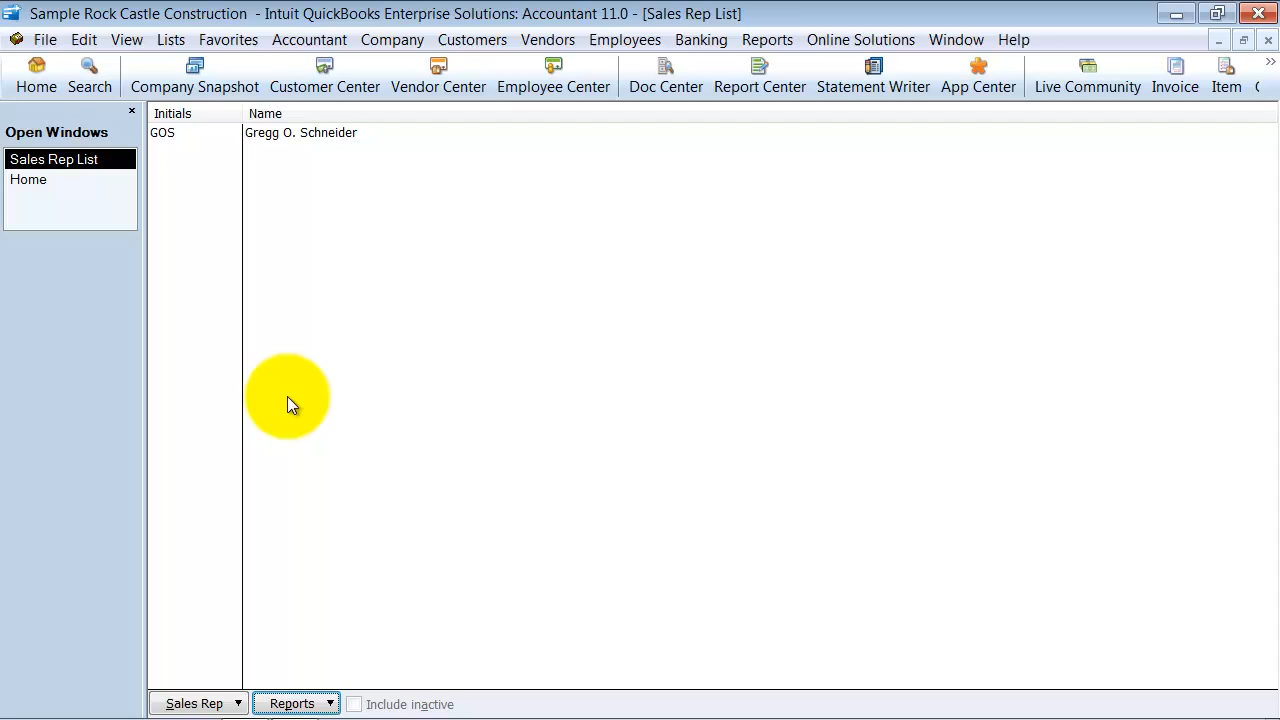 Sample Rock Castle Construction - Intuit QuickBooks Enterprise Solutions: Accountant 11.0 - [Sales Rep List]
File Edit View Lists Favorites Accountant Company Customers Vendors Employees Banking Reports Online Solutions Window Help
Home Search Company Snapshot Customer Center Vendor Center Employee Center Doc Center Report Center Statement Writer App Center Live Community Invoice Item
Open Windows
Sales Rep List
Home
Initials Name
GOS Gregg O. Schneider
Sales Rep Reports Include inactive